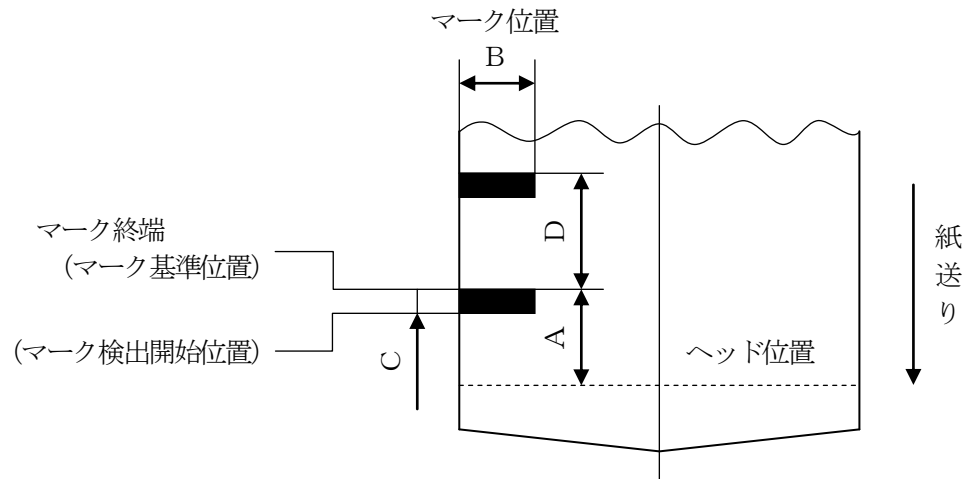 マーク位置
B
マーク終端
(マーク基準位置)
(マーク検出開始位置)
C
D
A
ヘッド位置
紙送り